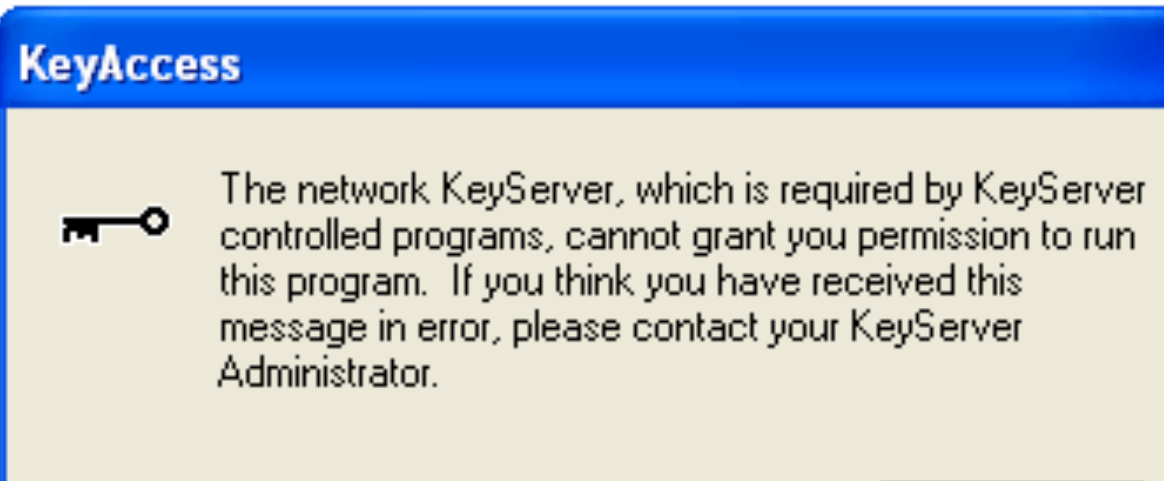 KeyAccess
The network KeyServer, which is required by KeyServer
controlled programs, cannot grant you permission to run
this program.  If you think you have received this
message in error, please contact your KeyServer
Administrator.